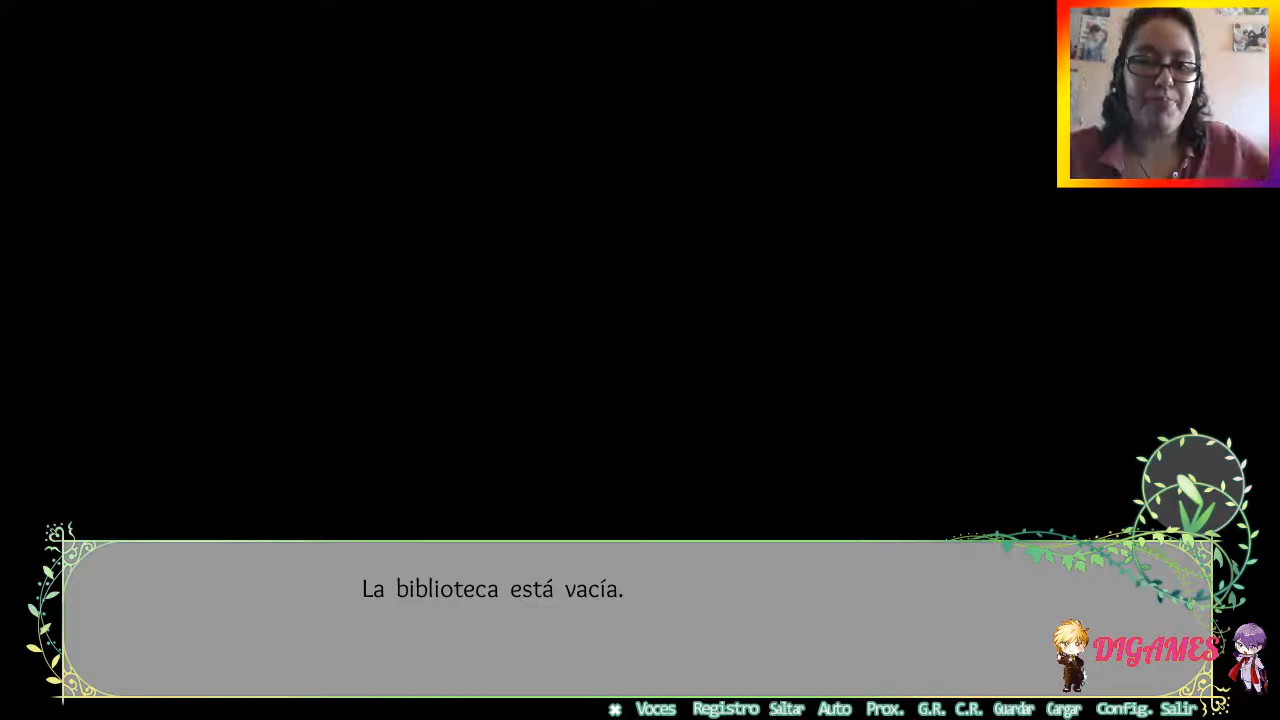 La biblioteca está vacía.
DIGAMES
Voces Registro Saltar Auto Prox. G.R. C.R. Guardar Cargar Config. Salir